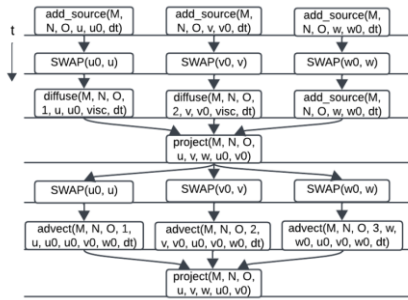 add_source(M,
N, O, u, u0, dt)
add_source(M,
N, O, v, v0, dt)
add_source(M,
N, O, w, w0, dt)
t
SWAP(u0, u)
SWAP(v0, v)
SWAP(w0, w)
diffuse(M, N, O,
1, u, u0, visc, dt)
diffuse(M, N, O,
2, v, v0, visc, dt)
add_source(M,
N, O, w, w0, dt)
project(M, N, O,
u, v, w, u0, v0)
SWAP(u0, u)
SWAP(v0, v)
SWAP(w0, w)
advect(M, N, O, 1,
u, u0, u0, v0, w0, dt)
advect(M, N, O, 2,
v, v0, u0, v0, w0, dt)
advect(M, N, O, 3, w,
w0, u0, v0, w0, dt)
project(M, N, O,
u, v, w, u0, v0)